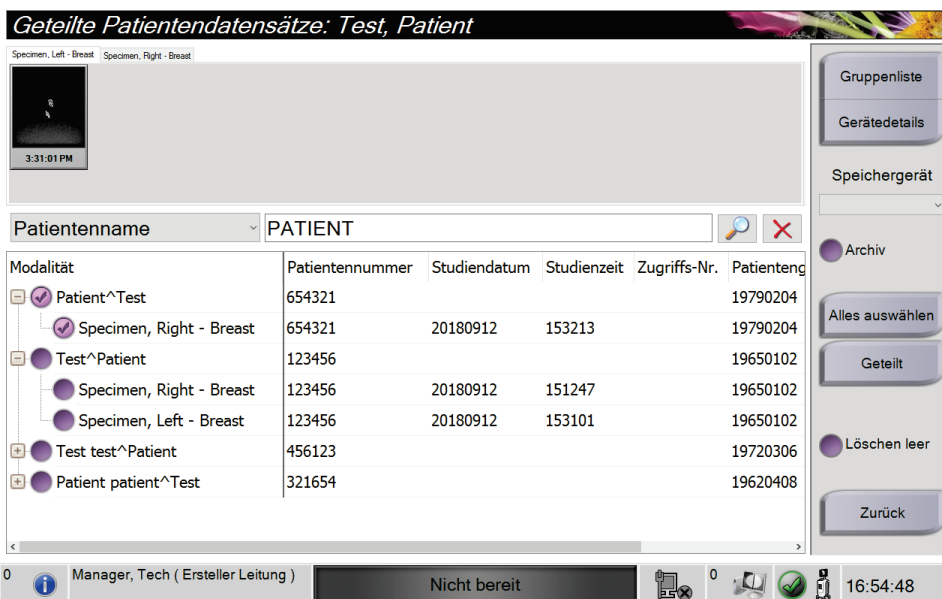 Geteilte Patientendatensätze: Test, Patient
Specimen, Left - Breast Specimen, Right - Breast
3:31:01 PM
Patientenname PATIENT
Modalität Patientennummer Studiendatum Studienzeit Zugriffs-Nr. Patienteng
Patient^Test 654321 19790204
Specimen, Right - Breast 654321 20180912 153213 19790204
Test^Patient 123456 19650102
Specimen, Right - Breast 123456 20180912 151247 19650102
Specimen, Left - Breast 123456 20180912 153101 19650102
Test test^Patient 456123 19720306
Patient patient^Test 321654 19620408
Gruppenliste
Gerätedetails
Speichergerät
Archiv
Alles auswählen
Geteilt
Löschen leer
Zurück
0 Manager, Tech ( Ersteller Leitung ) Nicht bereit 0 16:54:48